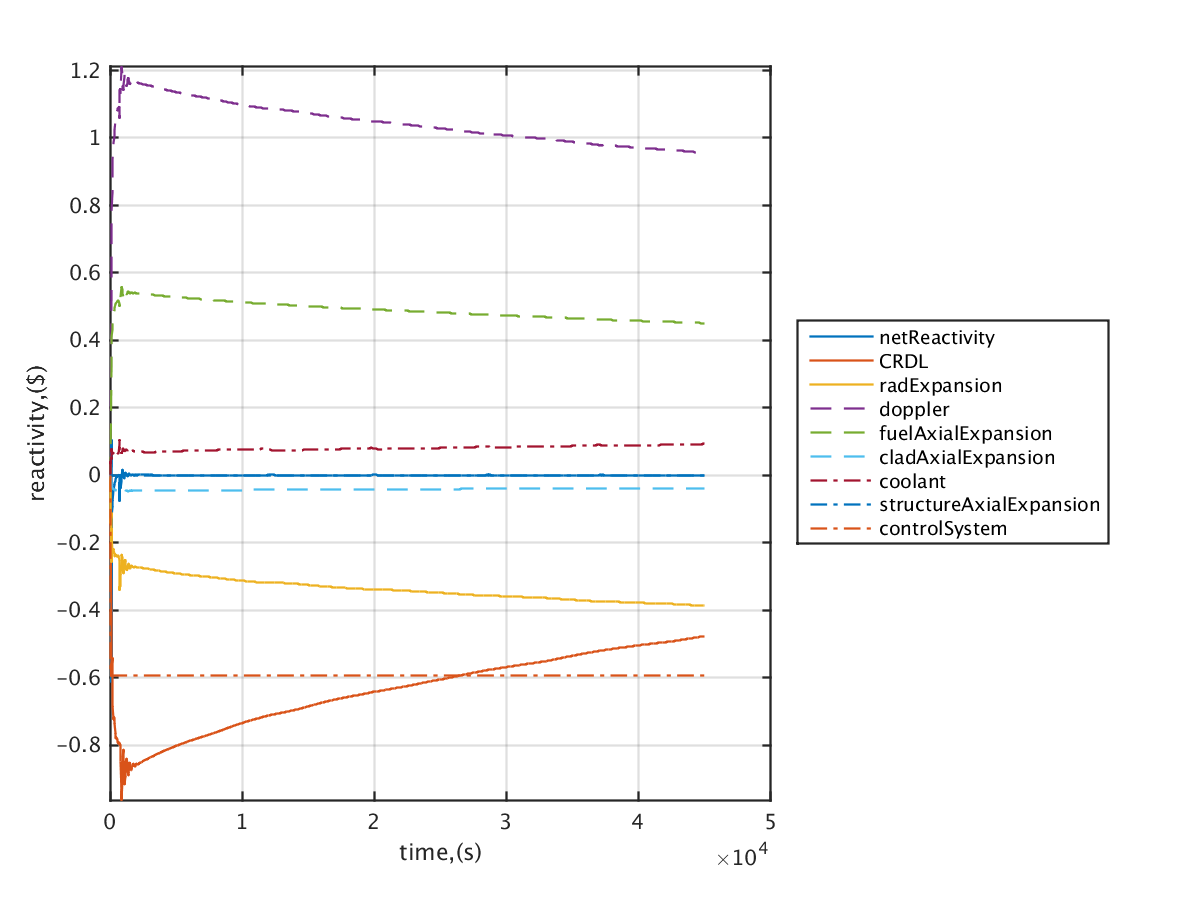 1.2
1
0.8
0.6
0.4
0.2
0
−0.2
−0.4
−0.6
−0.8
reactivity,($)
0 1 2 3 4 5
time,(s)
×10⁴
netReactivity
CRDL
radExpansion
doppler
fuelAxialExpansion
cladAxialExpansion
coolant
structureAxialExpansion
controlSystem